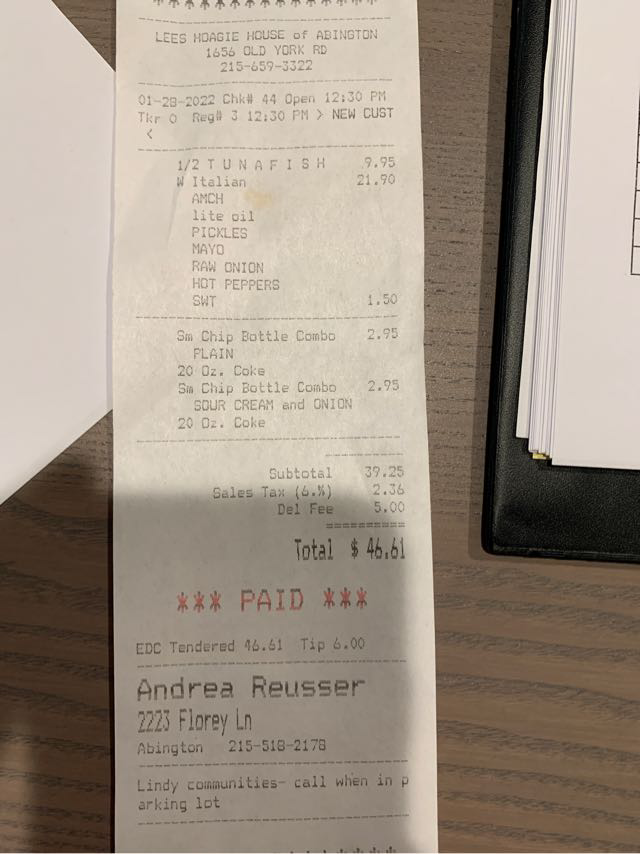 LEES HOAGIE HOUSE of ABINGTON
1656 OLD YORK RD
215-659-3322
01-28-2022 Chk# 44 Open 12:30 PM
Tkr 0 Reg# 3 12:30 PM > NEW CUST
<
1/2 T U N A F I S H 9.95
W Italian 21.90
AMCH
lite oil
PICKLES
MAYO
RAW ONION
HOT PEPPERS
SWT 1.50
Sm Chip Bottle Combo 2.95
PLAIN
20 Oz. Coke
Sm Chip Bottle Combo 2.95
SOUR CREAM and ONION
20 Oz. Coke
Subtotal 39.25
Sales Tax (6.%) 2.36
Del Fee 5.00
Total $ 46.61
*** PAID ***
EDC Tendered 46.61 Tip 6.00
Andrea Reusser
2223 Florey Ln
Abington 215-518-2178
Lindy communities- call when in p
arking lot